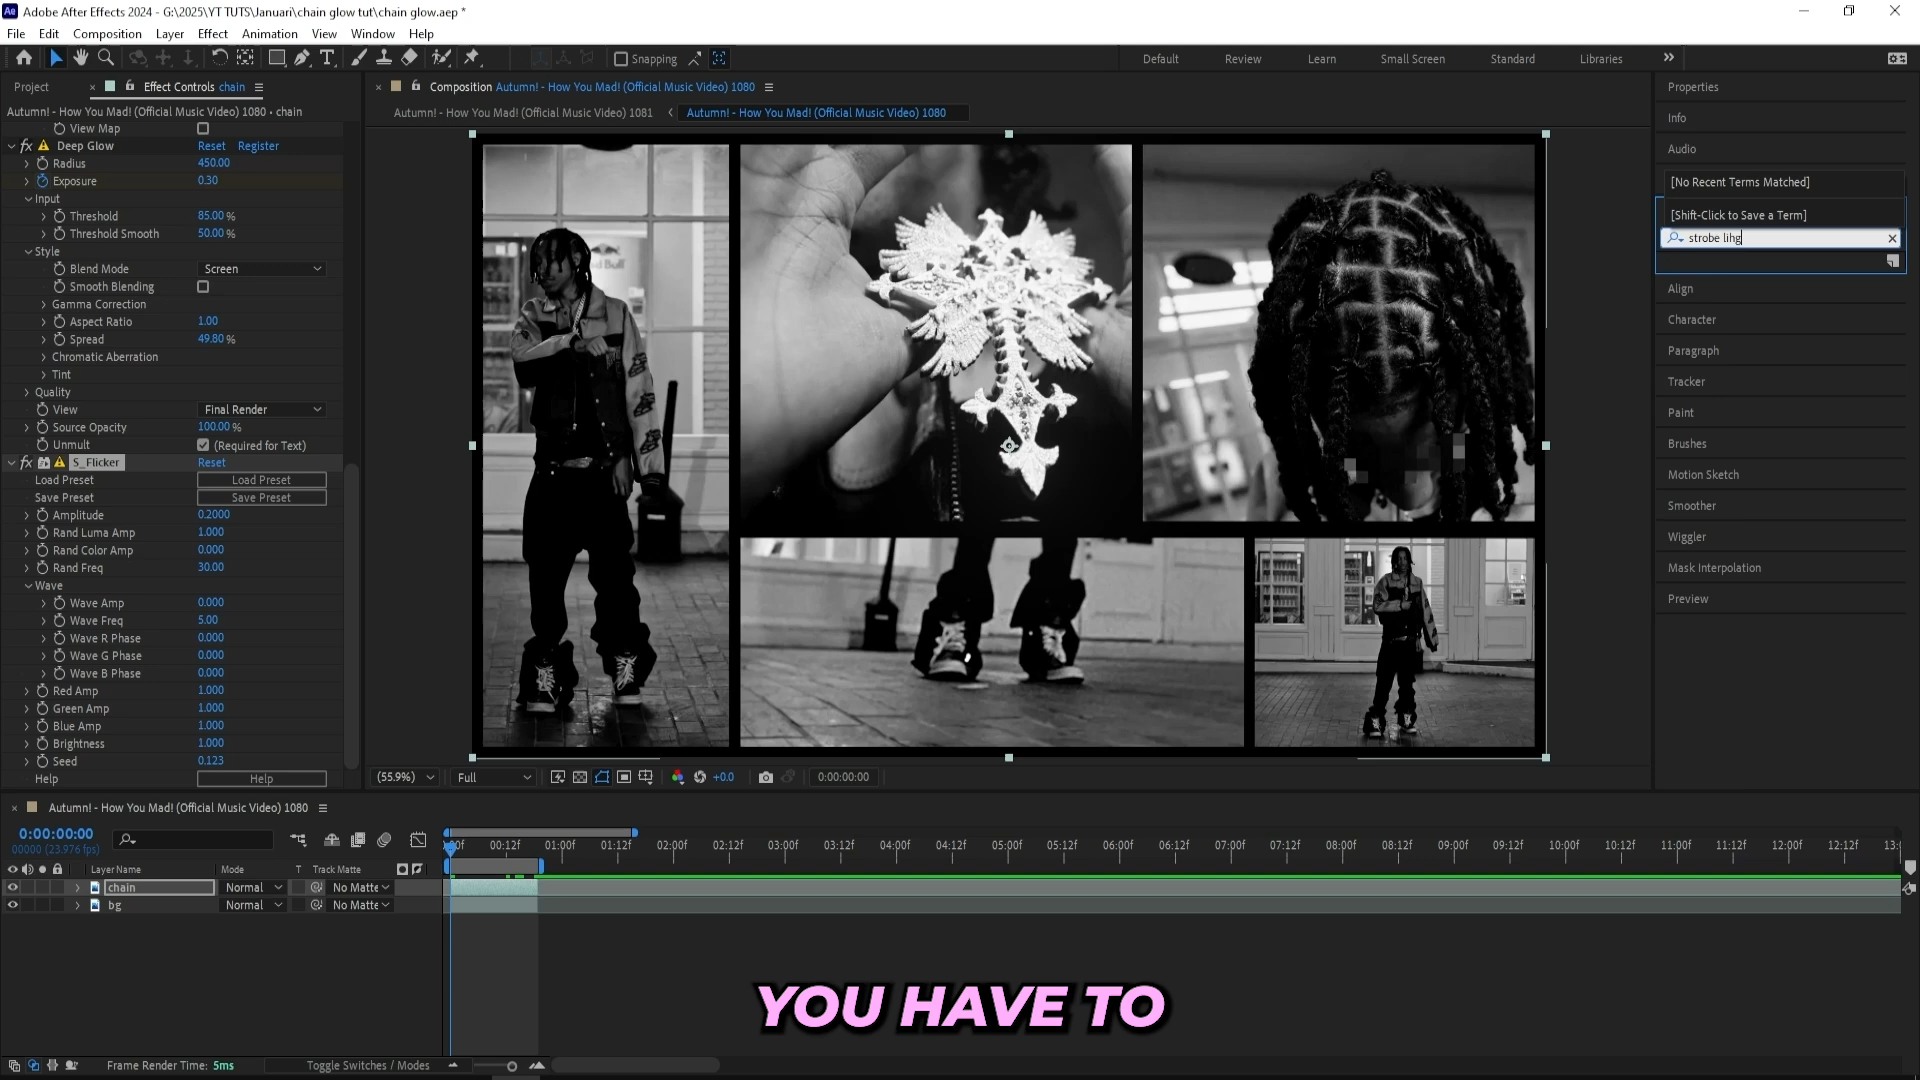 Ae Adobe After Effects 2024 - G:\2025\YT TUTS\Januari\chain glow tut\chain glow.aep *
File Edit Composition Layer Effect Animation View Window Help
Snapping Default Review Learn Small Screen Standard Libraries
Project Effect Controls chain
Autumn! - How You Mad! (Official Music Video) 1080 • chain
View Map
fx Deep Glow Reset Register
Radius 450.00
Exposure 0.30
Input
Threshold 85.00 %
Threshold Smooth 50.00 %
Style
Blend Mode Screen
Smooth Blending
Gamma Correction
Aspect Ratio 1.00
Spread 49.80 %
Chromatic Aberration
Tint
Quality
View Final Render
Source Opacity 100.00 %
Unmult (Required for Text)
fx S_Flicker Reset
Load Preset Load Preset
Save Preset Save Preset
Amplitude 0.2000
Rand Luma Amp 1.000
Rand Color Amp 0.000
Rand Freq 30.00
Wave
Wave Amp 0.000
Wave Freq 5.00
Wave R Phase 0.000
Wave G Phase 0.000
Wave B Phase 0.000
Red Amp 1.000
Green Amp 1.000
Blue Amp 1.000
Brightness 1.000
Seed 0.123
Help Help
Composition Autumn! - How You Mad! (Official Music Video) 1080
Autumn! - How You Mad! (Official Music Video) 1081 Autumn! - How You Mad! (Official Music Video) 1080
(55.9%) Full +0.0 0:00:00:00
Properties
Info
Audio
[No Recent Terms Matched]
[Shift-Click to Save a Term]
strobe lihg
Align
Character
Paragraph
Tracker
Paint
Brushes
Motion Sketch
Smoother
Wiggler
Mask Interpolation
Preview
Autumn! - How You Mad! (Official Music Video) 1080
0:00:00:00
00000 (23.976 fps)
00f 00:12f 01:00f 01:12f 02:00f 02:12f 03:00f 03:12f 04:00f 04:12f 05:00f 05:12f 06:00f 06:12f 07:00f 07:12f 08:00f 08:12f 09:00f 09:12f 10:00f 10:12f 11:00f 11:12f 12:00f 12:12f 13:
Layer Name Mode T Track Matte
chain Normal No Matte
bg Normal No Matte
YOU HAVE TO
Frame Render Time: 5ms Toggle Switches / Modes